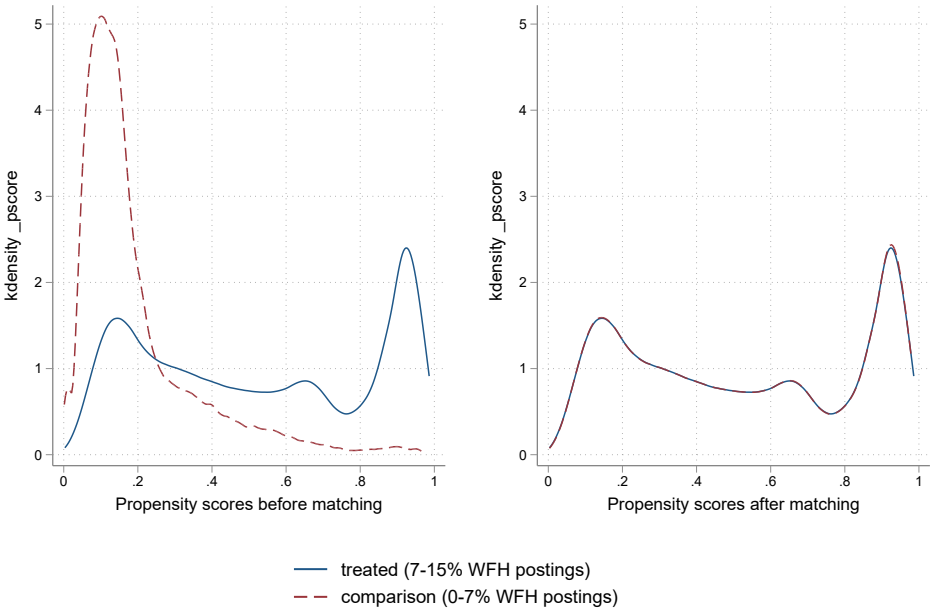 kdensity _pscore
5
4
3
2
1
0
0 .2 .4 .6 .8 1
Propensity scores before matching
kdensity _pscore
5
4
3
2
1
0
0 .2 .4 .6 .8 1
Propensity scores after matching
treated (7-15% WFH postings)
comparison (0-7% WFH postings)